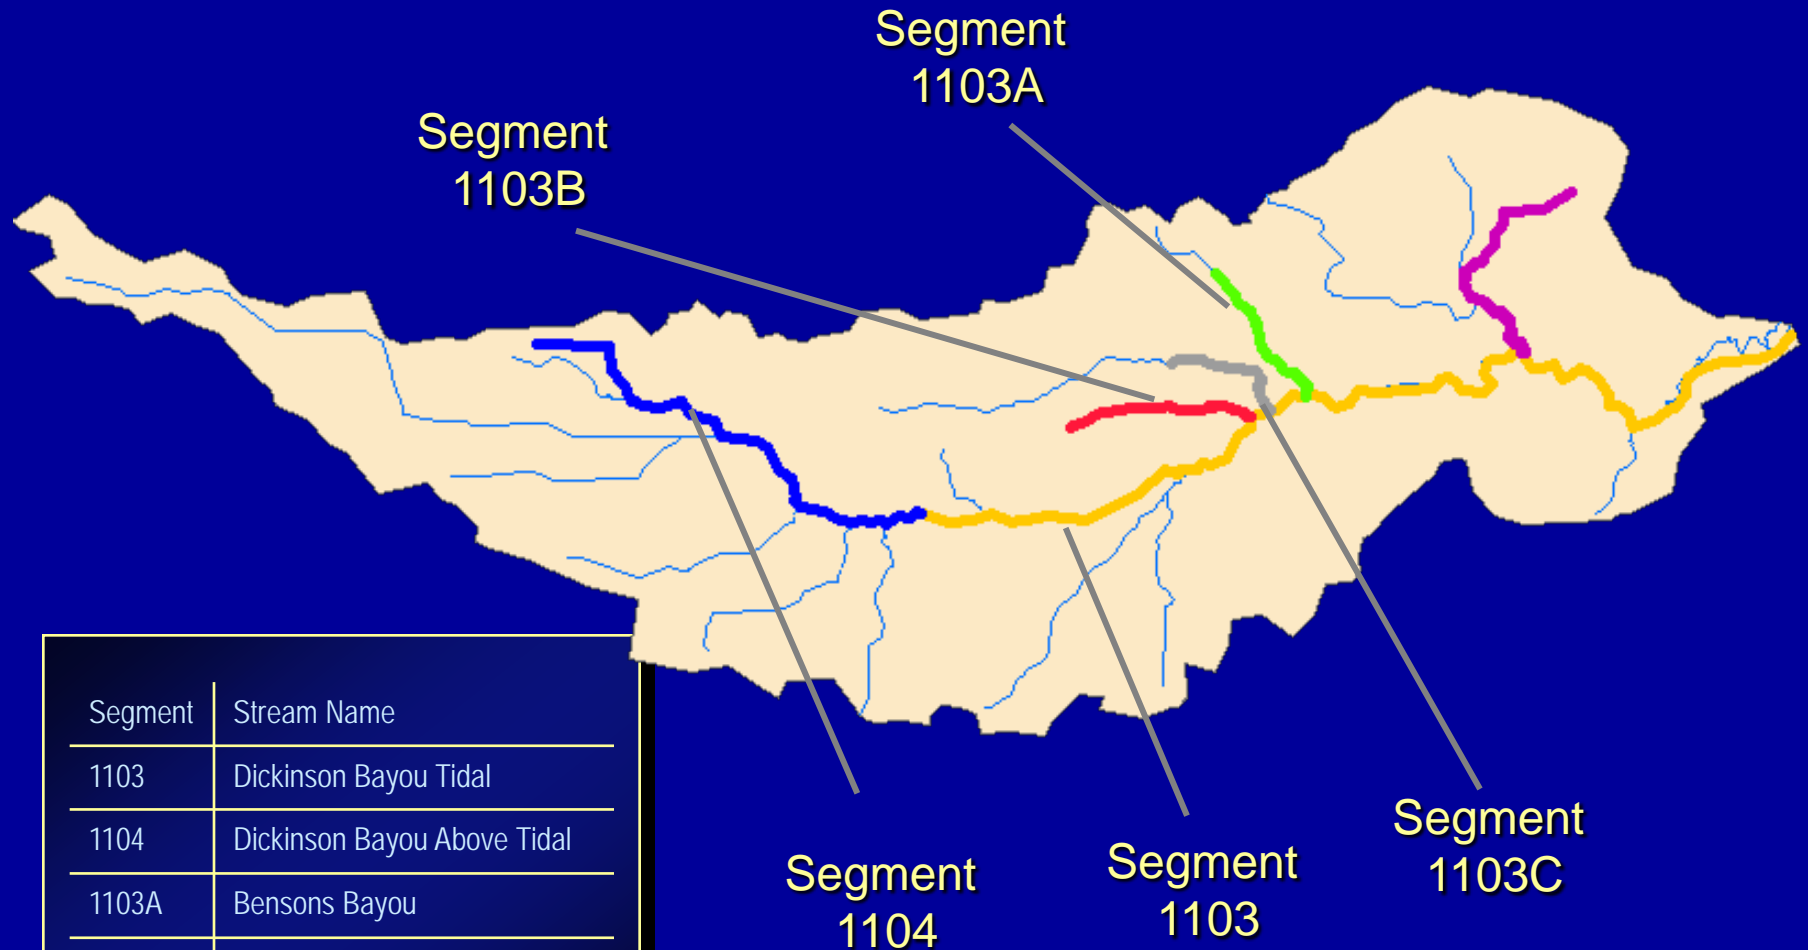 Segment
1103A
Segment
1103B
Segment Stream Name
1103 Dickinson Bayou Tidal
1104 Dickinson Bayou Above Tidal
1103A Bensons Bayou
Segment
1104
Segment
1103
Segment
1103C